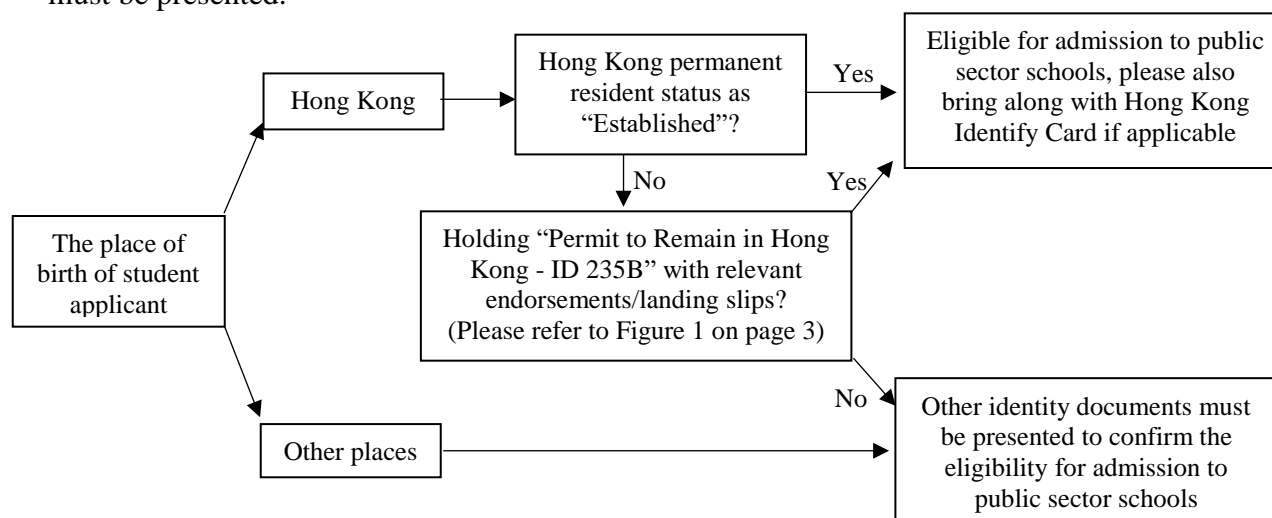 must be presented.
Hong Kong permanent
resident status as
“Established”?
Yes
Eligible for admission to public
sector schools, please also
bring along with Hong Kong
Identify Card if applicable
Hong Kong
No
Yes
The place of
birth of student
applicant
Holding “Permit to Remain in Hong
Kong - ID 235B” with relevant
endorsements/landing slips?
(Please refer to Figure 1 on page 3)
No
Other places
Other identity documents must
be presented to confirm the
eligibility for admission to
public sector schools